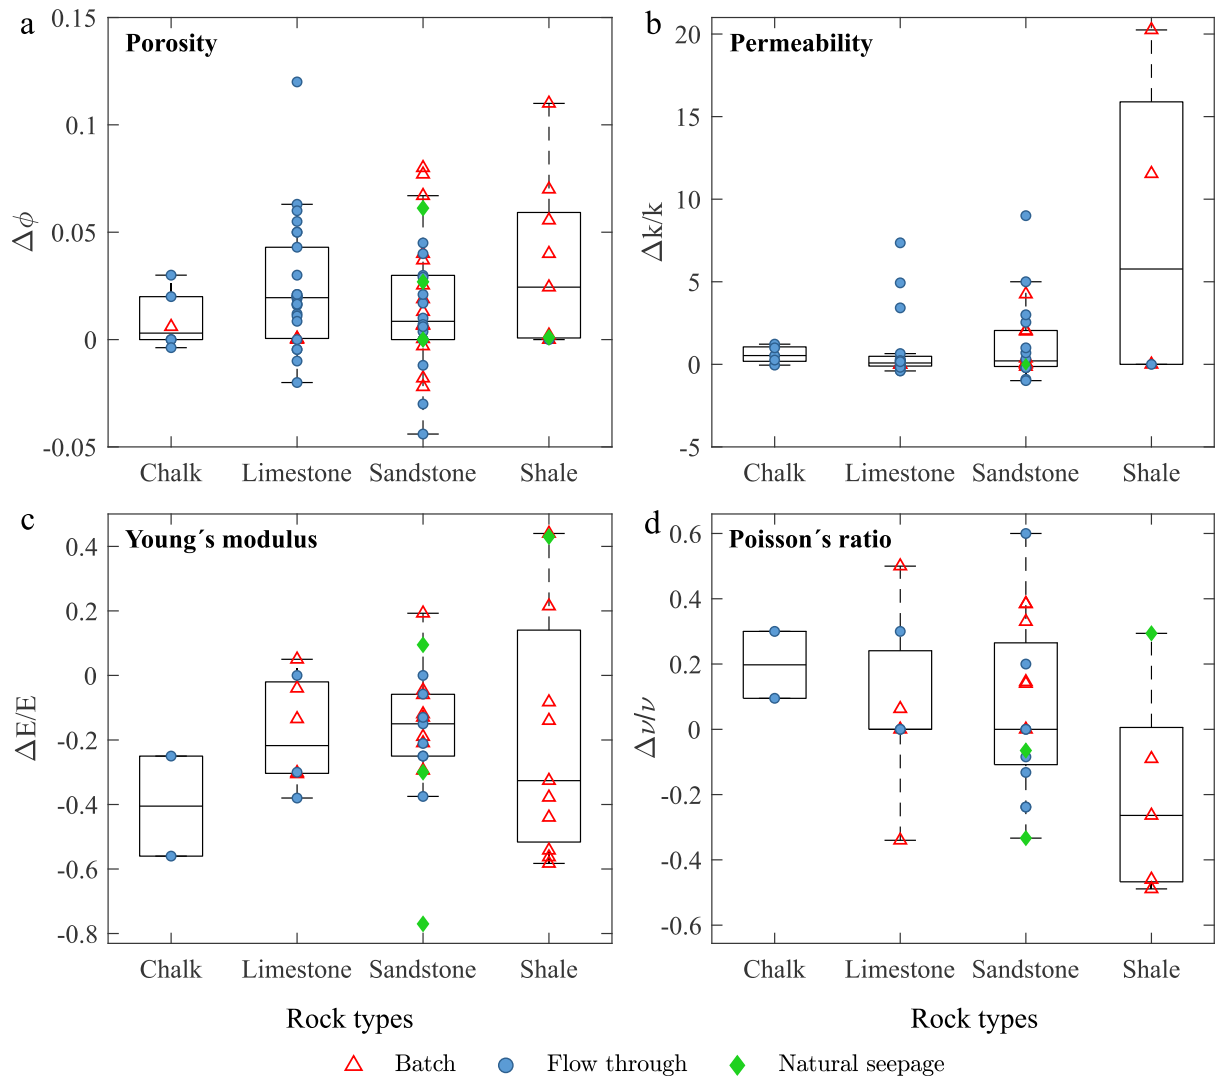 a
Porosity
0.15
0.1
0.05
0
-0.05
Δϕ
Chalk Limestone Sandstone Shale
b
Permeability
20
15
10
5
0
-5
Δk/k
Chalk Limestone Sandstone Shale
c
Young´s modulus
0.4
0.2
0
-0.2
-0.4
-0.6
-0.8
ΔE/E
Chalk Limestone Sandstone Shale
Rock types
d
Poisson´s ratio
0.6
0.4
0.2
0
-0.2
-0.4
-0.6
Δν/ν
Chalk Limestone Sandstone Shale
Rock types
Batch Flow through Natural seepage